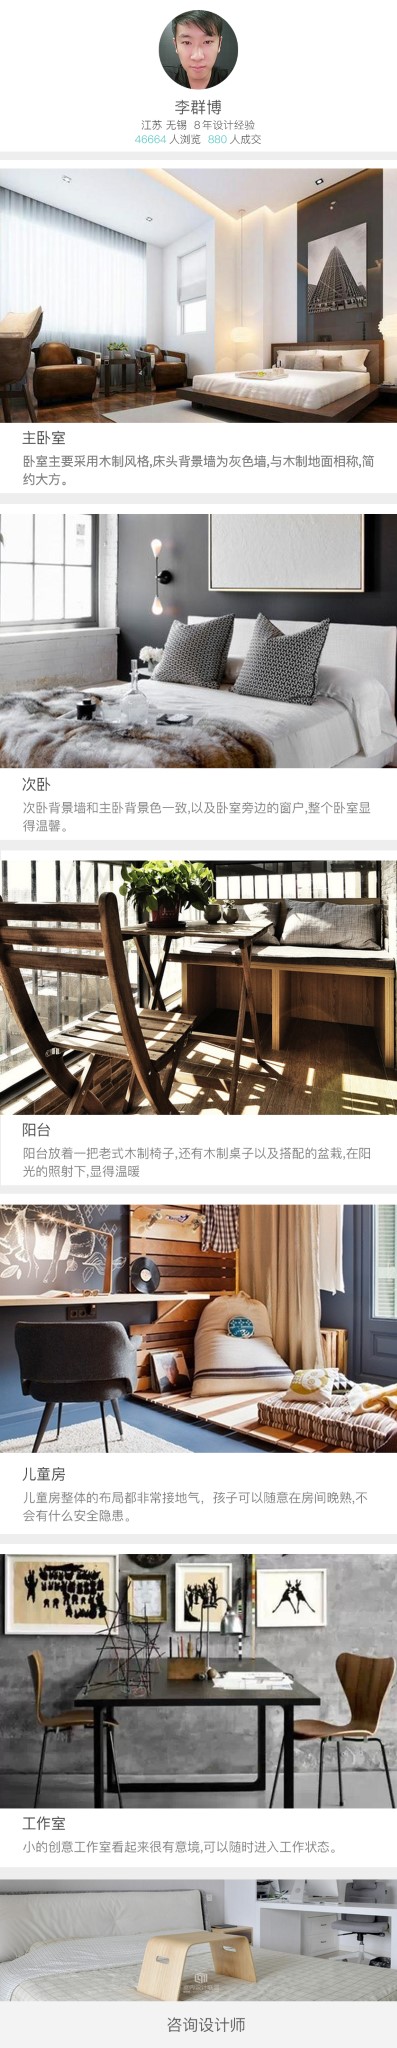 李群博
江苏 无锡 8年设计经验
46664 人浏览 880 人成交
主卧室
卧室主要采用木制风格,床头背景墙为灰色墙,与木制地面相称,简
约大方。
次卧
次卧背景墙和主卧背景色一致,以及卧室旁边的窗户,整个卧室显
得温馨。
阳台
阳台放着一把老式木制椅子,还有木制桌子以及搭配的盆栽,在阳
光的照射下,显得温暖
儿童房
儿童房整体的布局都非常接地气，孩子可以随意在房间晚熟,不
会有什么安全隐患。
工作室
小的创意工作室看起来很有意境,可以随时进入工作状态。
咨询设计师